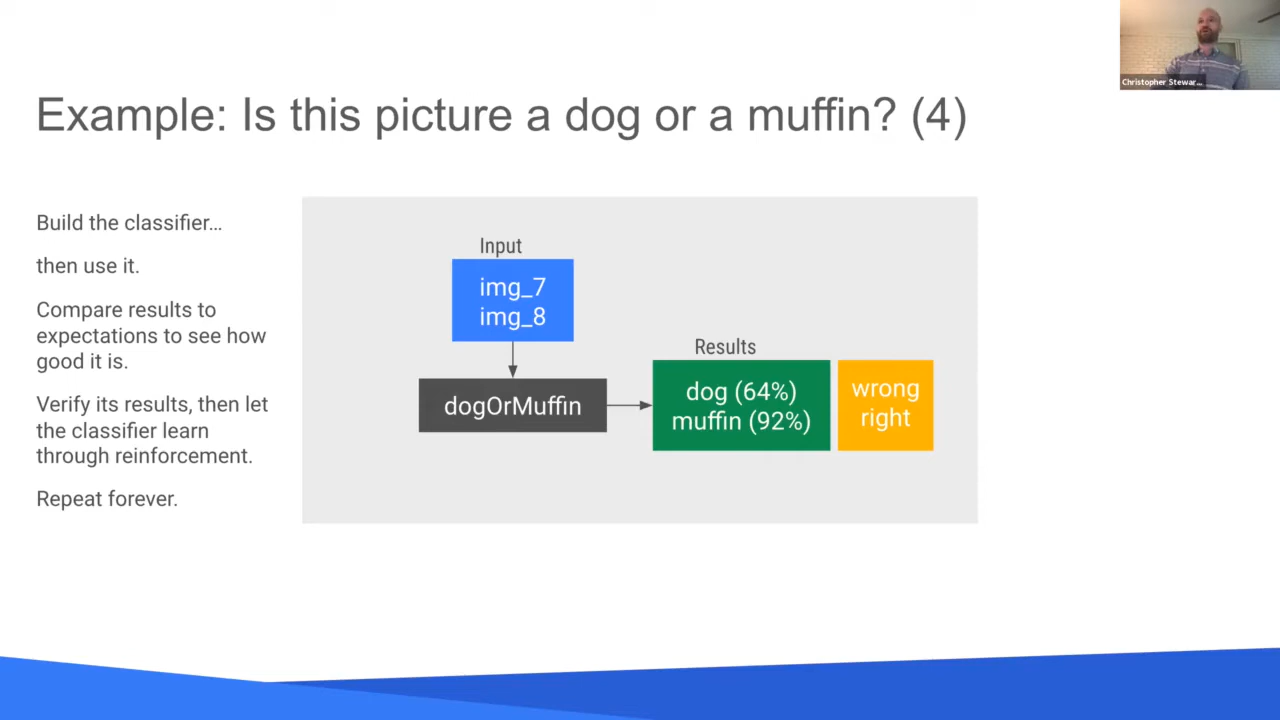 Christopher Stewar...
Example: Is this picture a dog or a muffin? (4)
Build the classifier...
then use it.
Compare results to
expectations to see how
good it is.
Verify its results, then let
the classifier learn
through reinforcement.
Repeat forever.
Input
img_7
img_8
dogOrMuffin
Results
dog (64%)
muffin (92%)
wrong
right